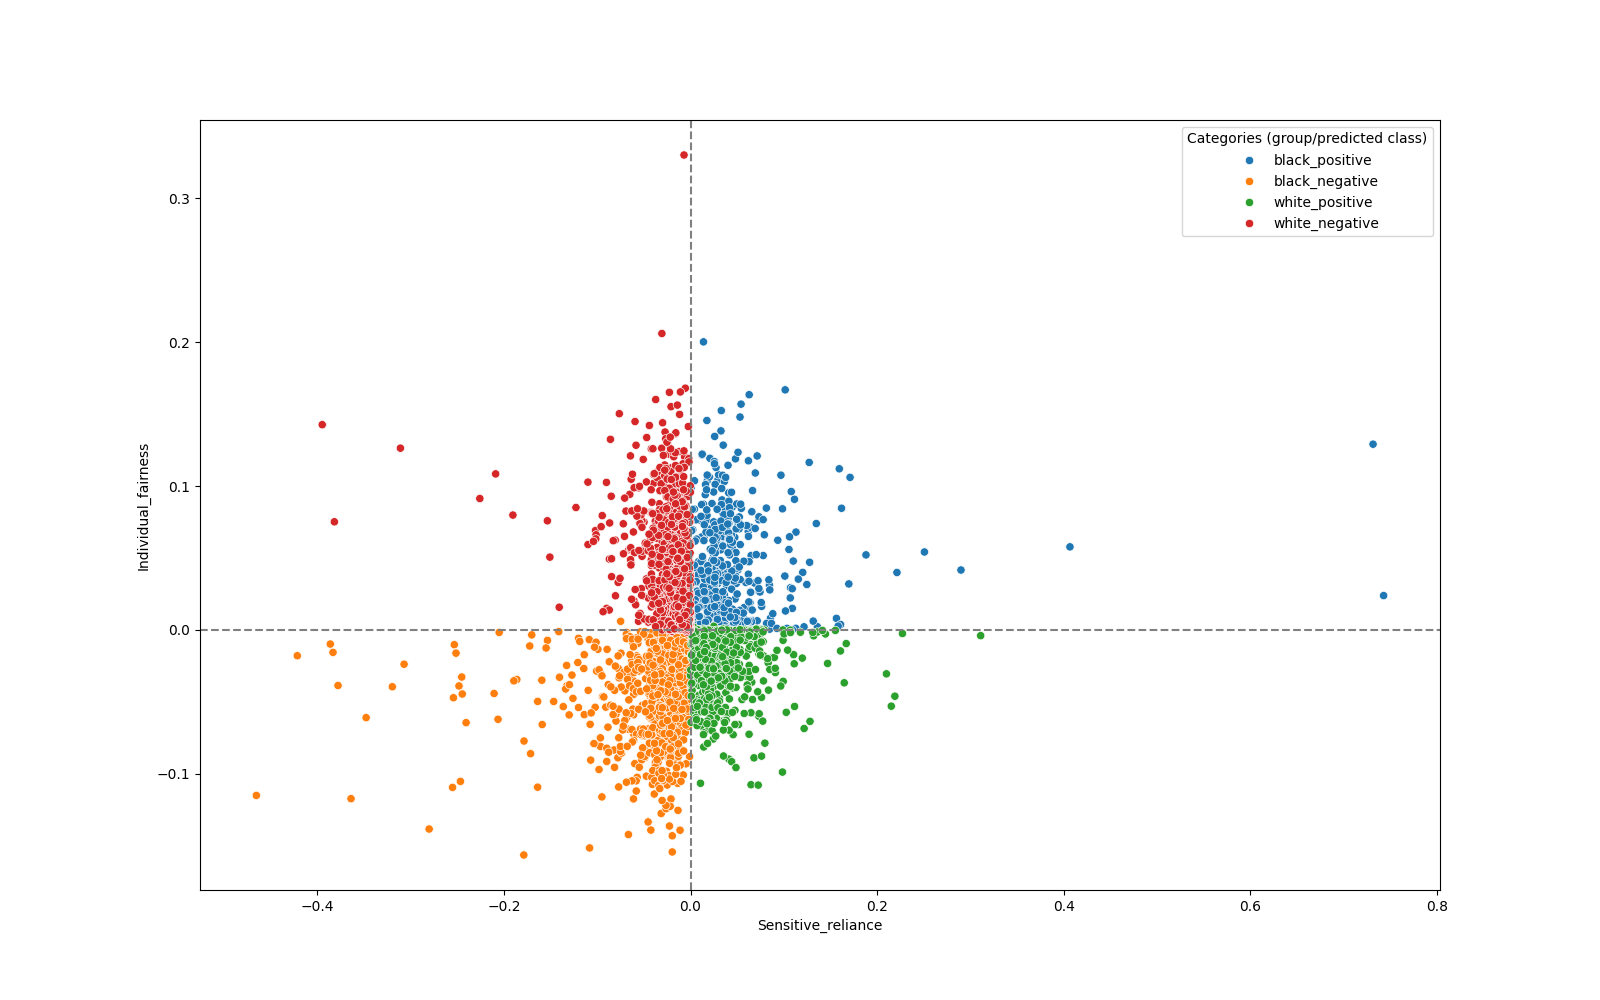 Categories (group/predicted class)
black_positive
black_negative
white_positive
white_negative
0.3
0.2
0.1
0.0
−0.1
Individual_fairness
−0.4
−0.2
0.0
0.2
0.4
0.6
0.8
Sensitive_reliance